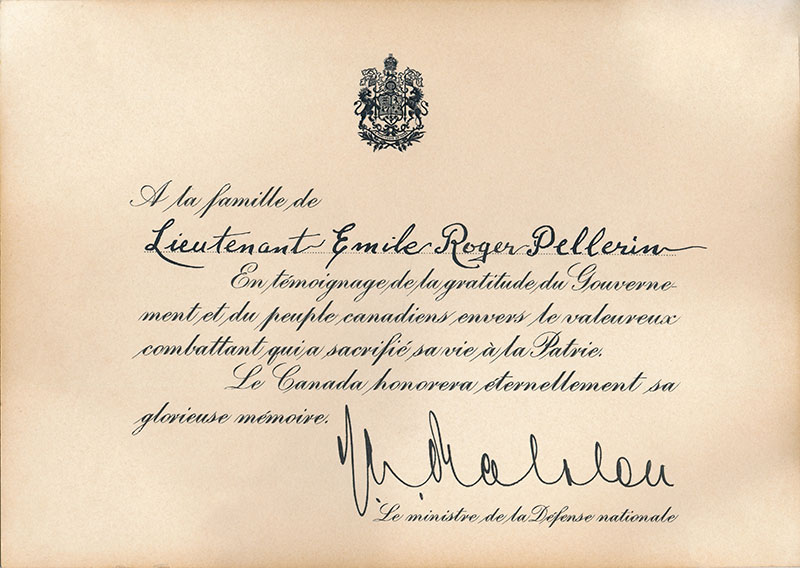 A la famille de
Lieutenant Emile Roger Pellerin
En témoignage de la gratitude du Gouverne-
ment et du peuple canadiens envers le valeureux
combattant qui a sacrifié sa vie à la Patrie.
Le Canada honorera éternellement sa
glorieuse mémoire.
Le ministre de la Défense nationale